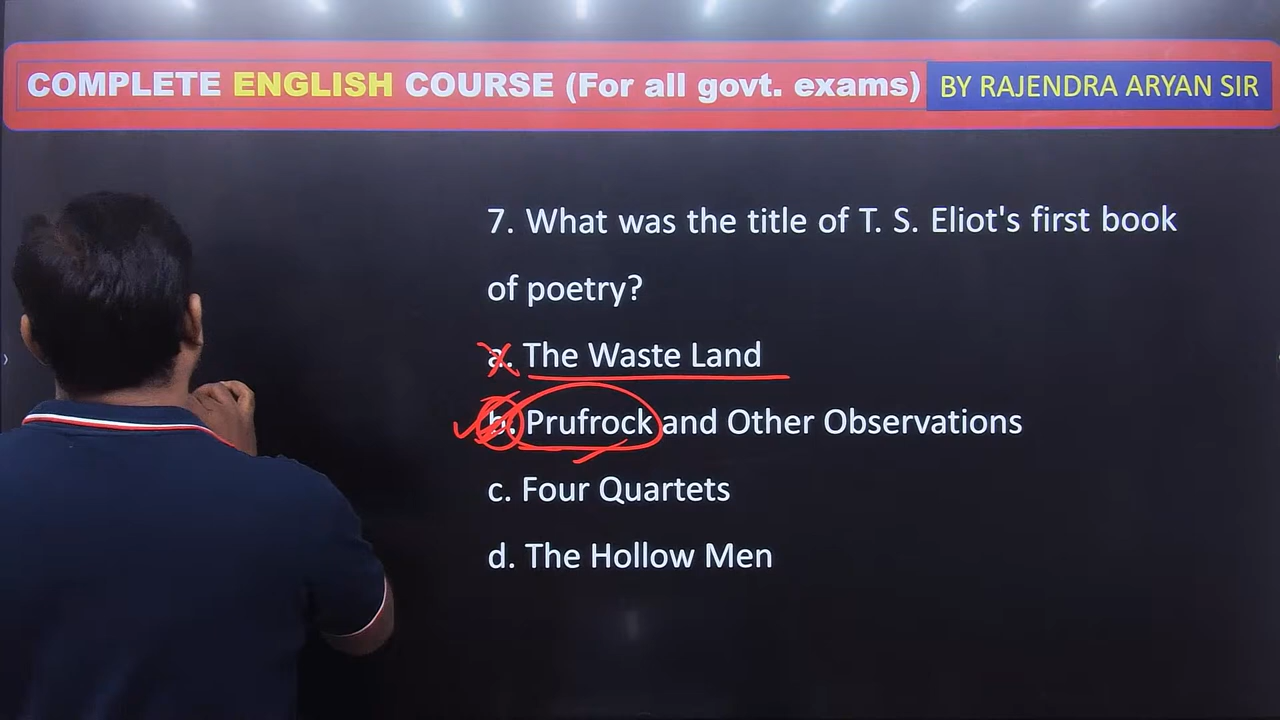 COMPLETE ENGLISH COURSE (For all govt. exams) BY RAJENDRA ARYAN SIR
7. What was the title of T. S. Eliot's first book
of poetry?
a. The Waste Land
b. Prufrock and Other Observations
c. Four Quartets
d. The Hollow Men